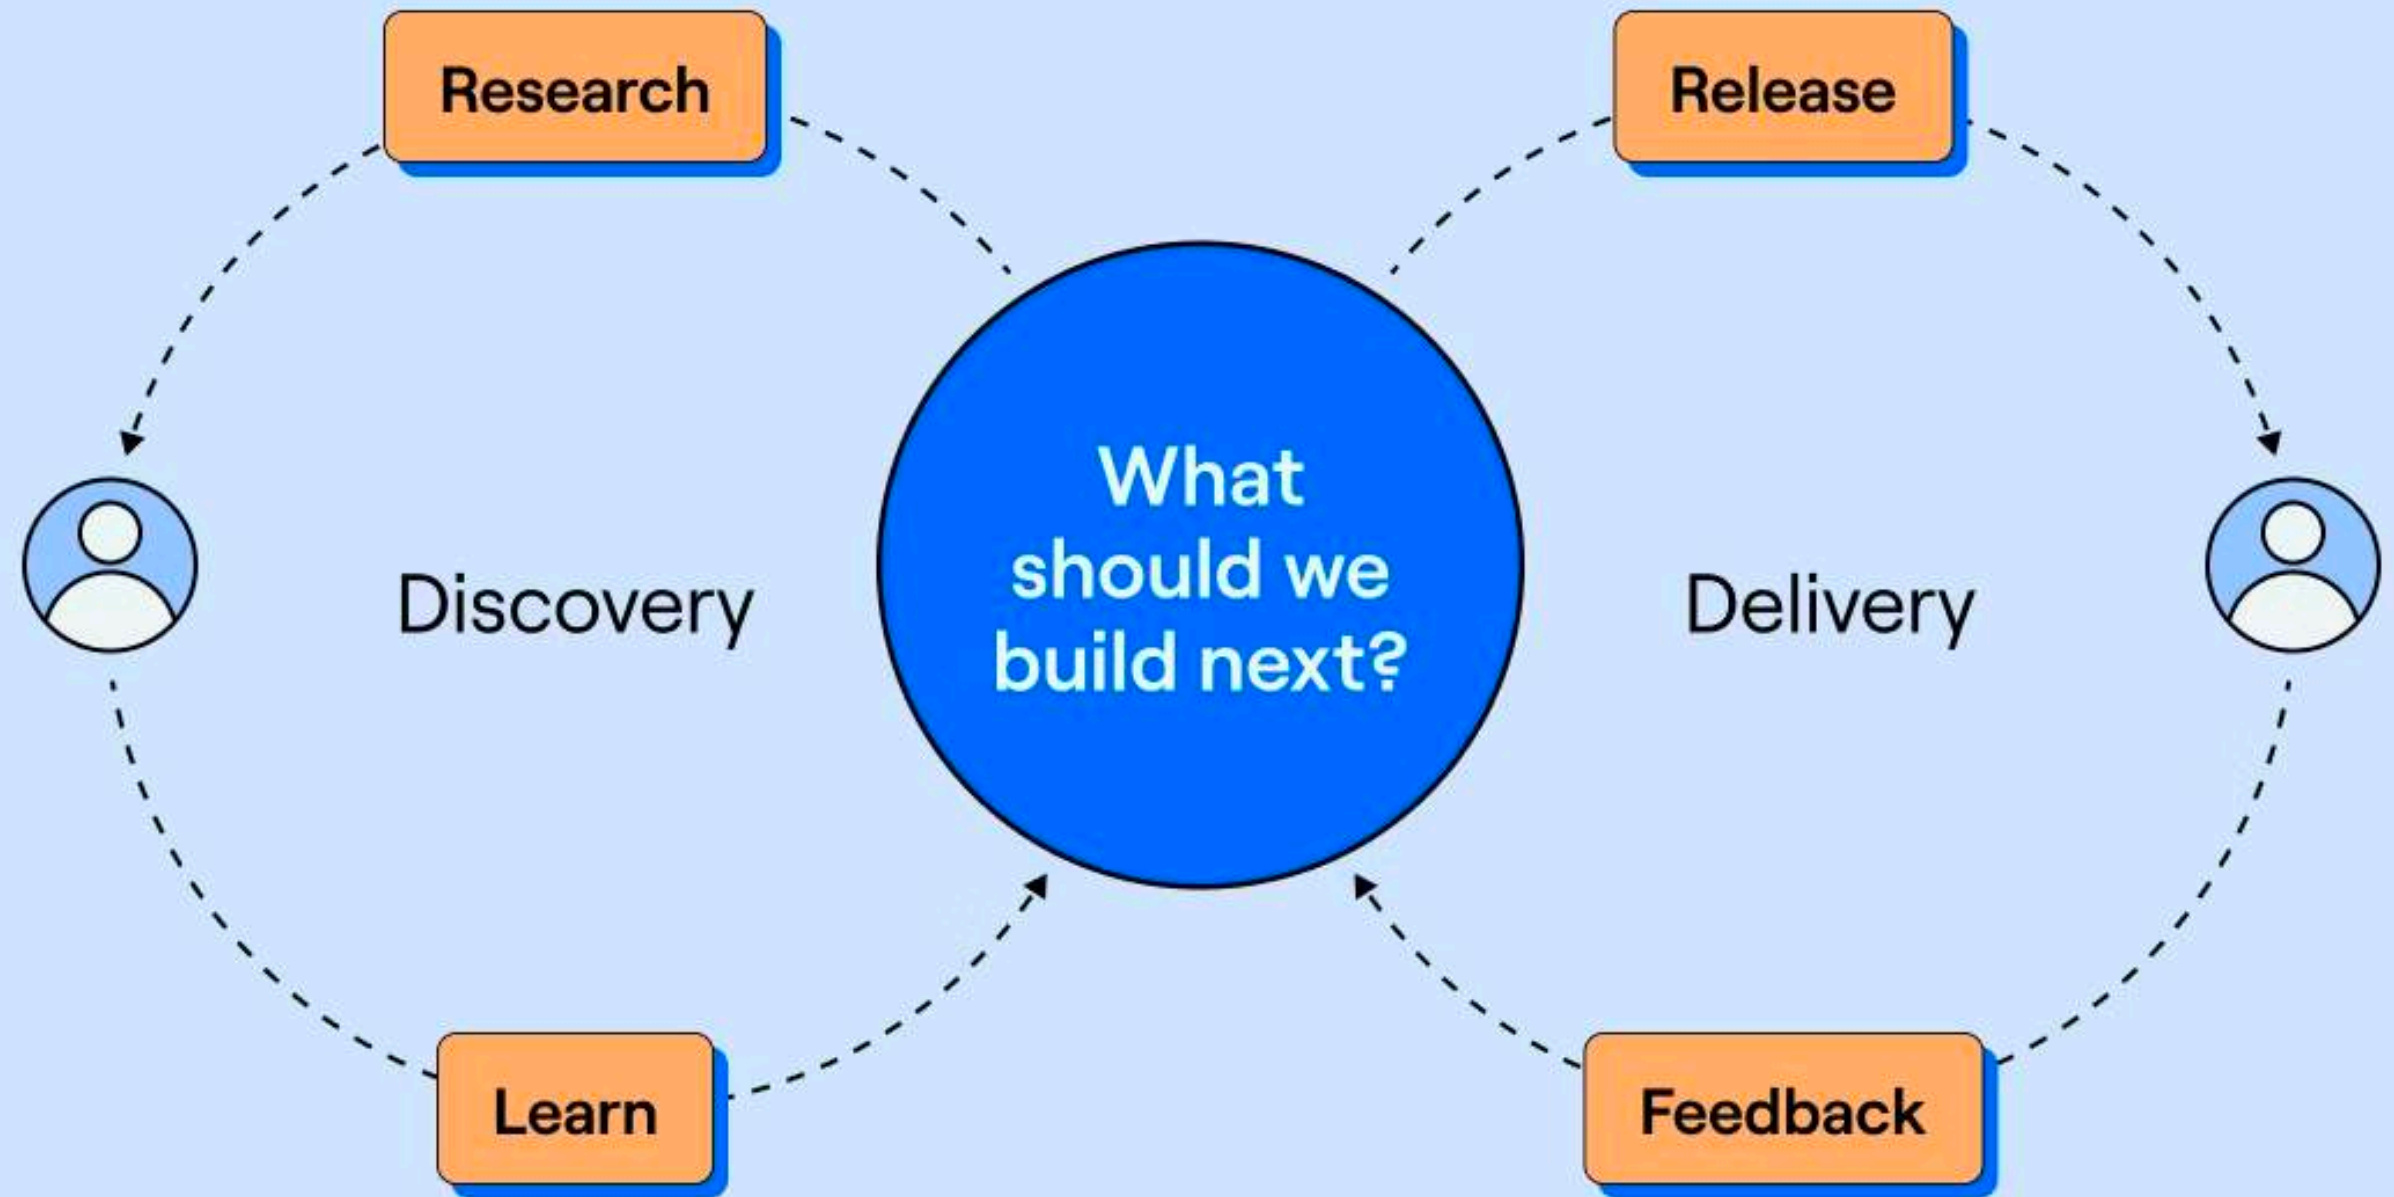 Research
Release
What
should we
build next?
Discovery
Delivery
Learn
Feedback